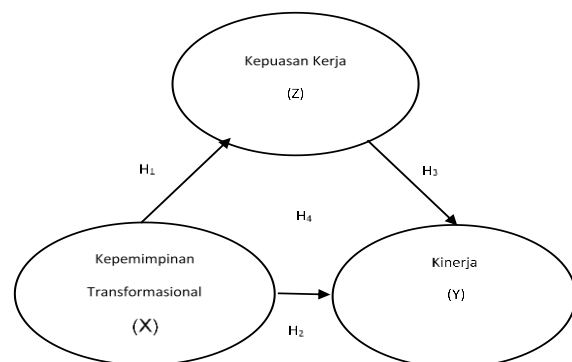 Kepuasan Kerja
(Z)
H₁
H₃
H₄
Kepemimpinan
Transformasional
(X)
Kinerja
(Y)
H₂